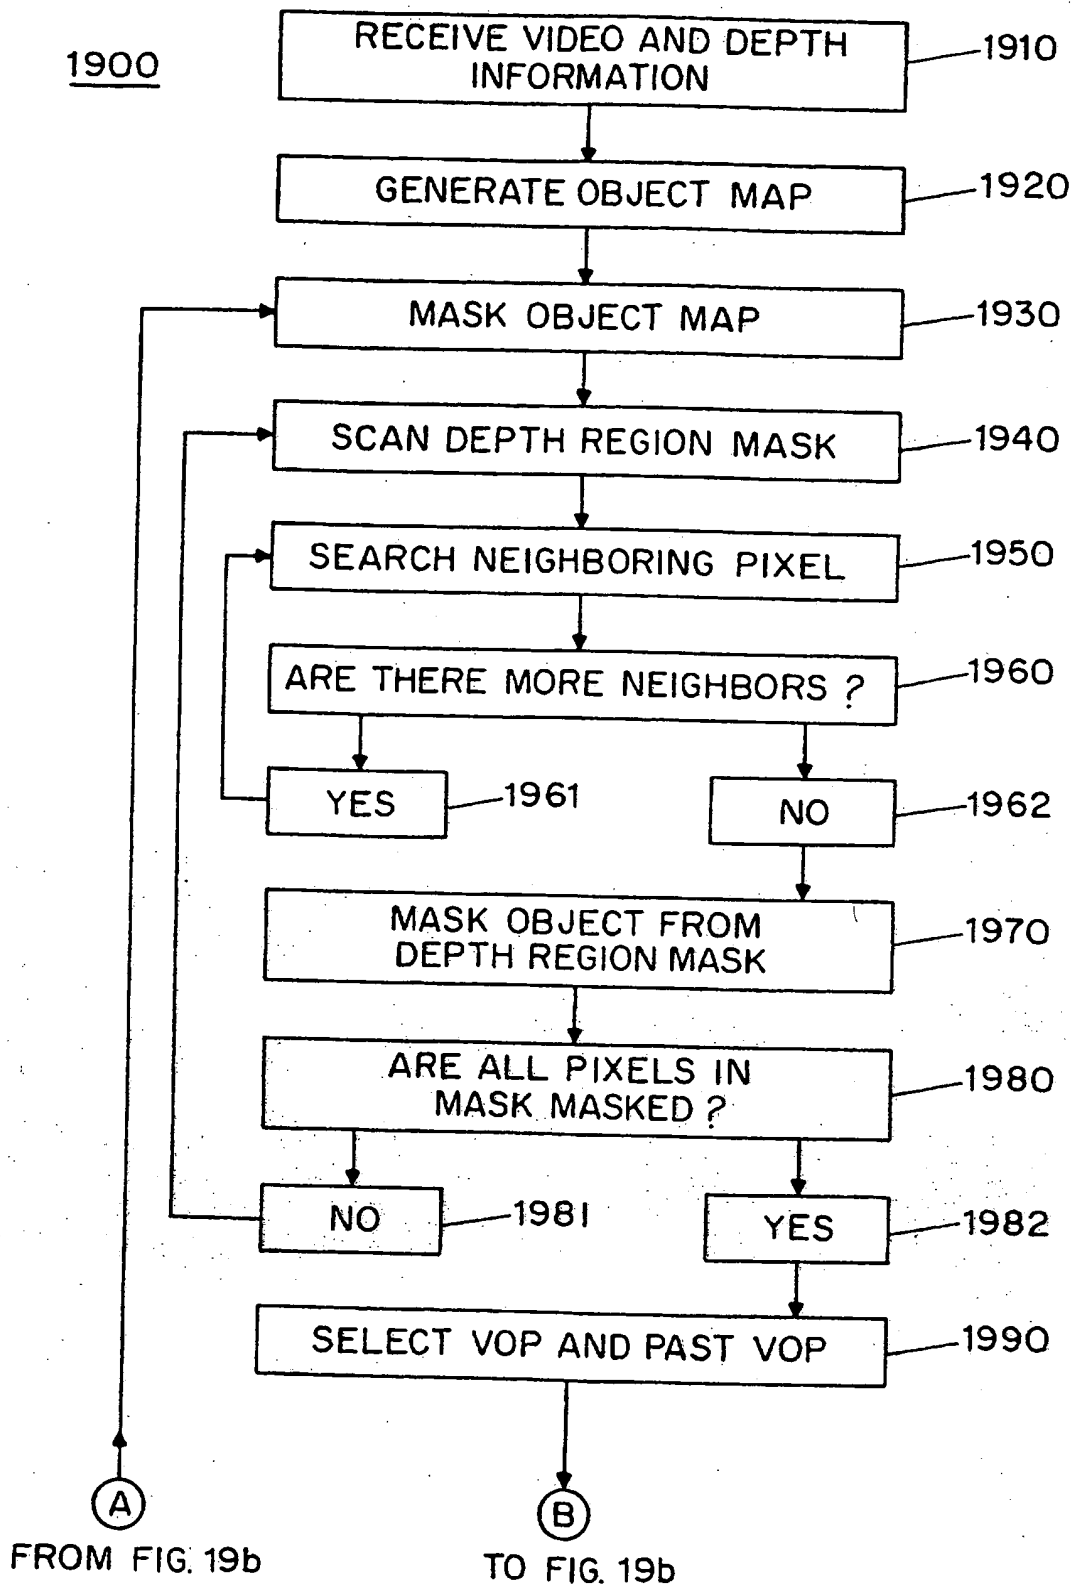 1900
RECEIVE VIDEO AND DEPTH
INFORMATION
1910
GENERATE OBJECT MAP
1920
MASK OBJECT MAP
1930
SCAN DEPTH REGION MASK
1940
SEARCH NEIGHBORING PIXEL
1950
ARE THERE MORE NEIGHBORS ?
1960
YES
1961
NO
1962
MASK OBJECT FROM
DEPTH REGION MASK
1970
ARE ALL PIXELS IN
MASK MASKED ?
1980
NO
1981
YES
1982
SELECT VOP AND PAST VOP
1990
A
FROM FIG. 19b
B
TO FIG. 19b